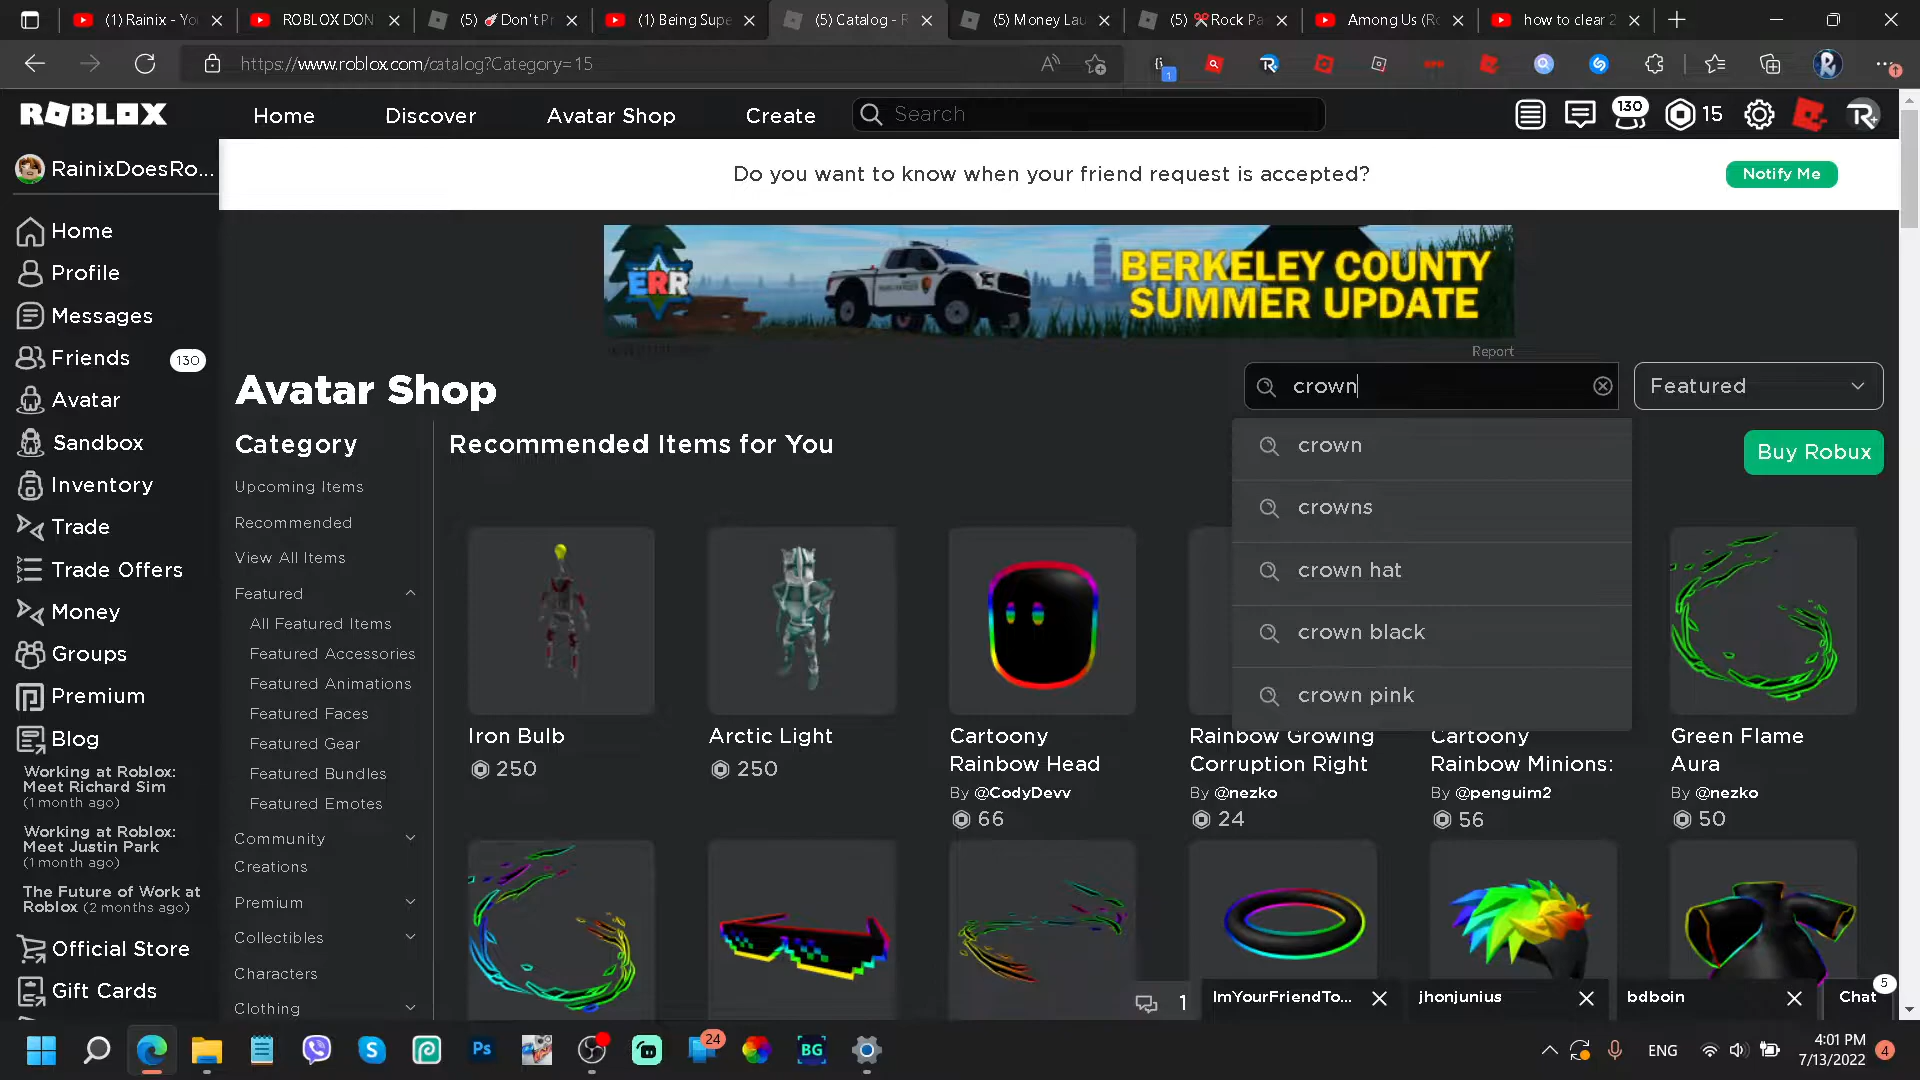 (1) Rainix - Yo
ROBLOX DON
(5) 🧨Don't Pr
(1) Being Supe
(5) Catalog - R
(5) Money Lau
(5) ✂️Rock Pa
Among Us (Ro
how to clear 2
https://www.roblox.com/catalog?Category=15
1
ROBLOX
Home
Discover
Avatar Shop
Create
Search
130
15
RainixDoesRo...
Do you want to know when your friend request is accepted?
Notify Me
Home
Profile
Messages
Friends
130
Avatar
Sandbox
Inventory
Trade
Trade Offers
Money
Groups
Premium
Blog
Working at Roblox:
Meet Richard Sim
(1 month ago)
Working at Roblox:
Meet Justin Park
(1 month ago)
The Future of Work at
Roblox (2 months ago)
Official Store
Gift Cards
ERR
BERKELEY COUNTY
SUMMER UPDATE
Report
Avatar Shop
crown
Featured
crown
crowns
crown hat
crown black
crown pink
Buy Robux
Category
Upcoming Items
Recommended
View All Items
Featured
All Featured Items
Featured Accessories
Featured Animations
Featured Faces
Featured Gear
Featured Bundles
Featured Emotes
Community
Creations
Premium
Collectibles
Characters
Clothing
Recommended Items for You
Iron Bulb
250
Arctic Light
250
Cartoony
Rainbow Head
By @CodyDevv
66
Rainbow Growing
Corruption Right
By @nezko
24
Cartoony
Rainbow Minions:
By @penguim2
56
Green Flame
Aura
By @nezko
50
1
ImYourFriendTo...
jhonjunius
bdboin
Chat
5
Ps
24
BG
ENG
4:01 PM
7/13/2022
4